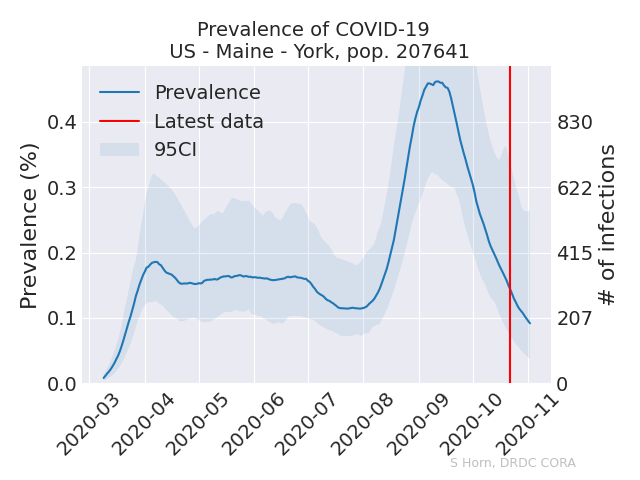 Prevalence of COVID-19
US - Maine - York, pop. 207641
Prevalence
Latest data
95CI
Prevalence (%)
0.4
0.3
0.2
0.1
0.0
830
622
415
207
0
# of infections
2020-03
2020-04
2020-05
2020-06
2020-07
2020-08
2020-09
2020-10
2020-11
S Horn, DRDC CORA